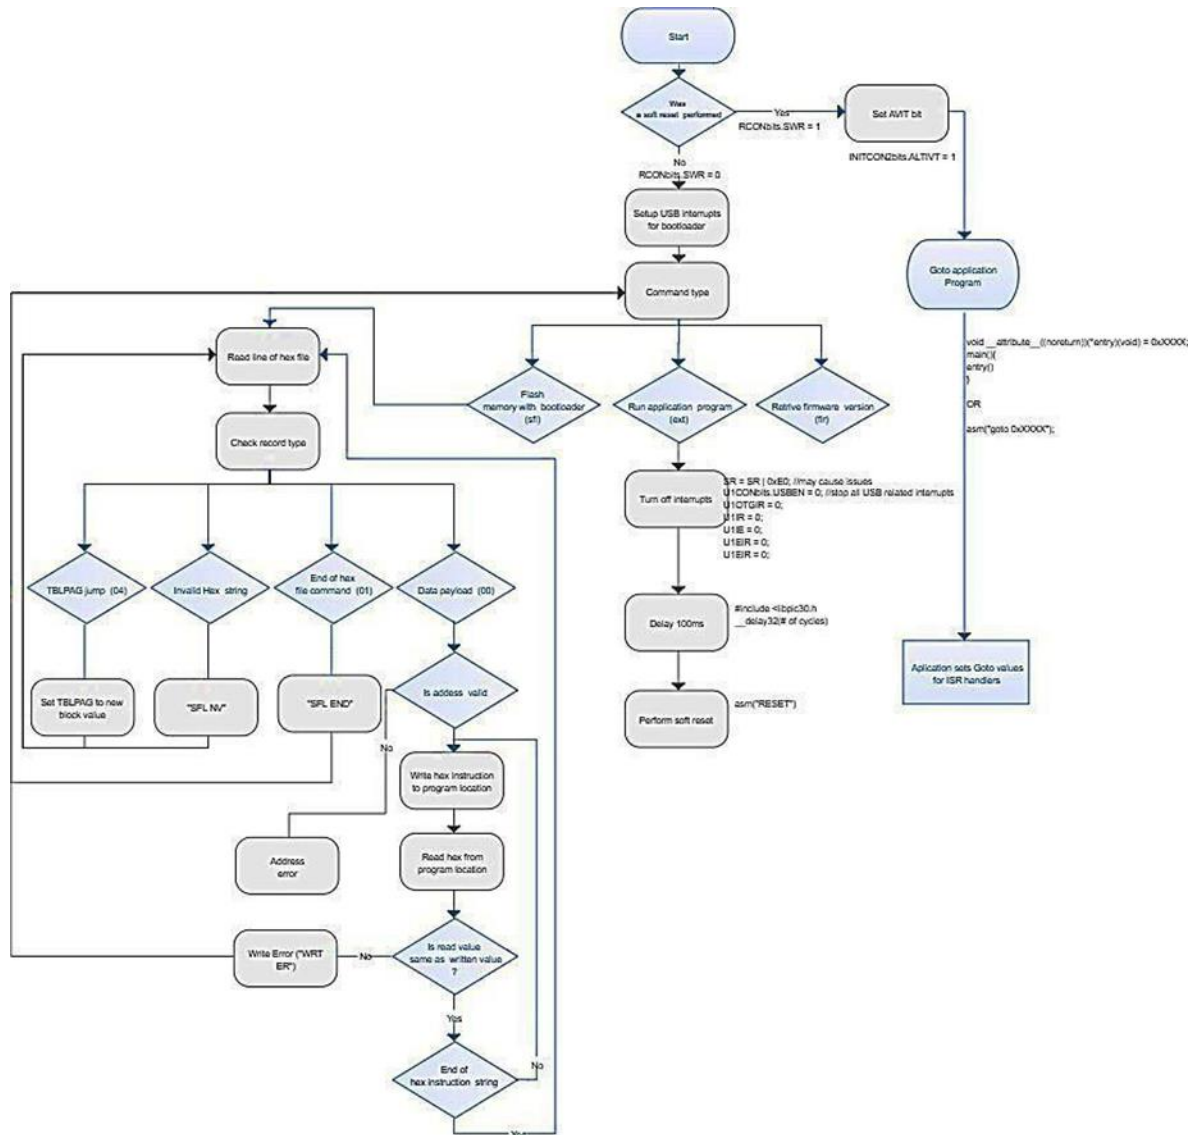 Start
Was
a soft reset performed
Yes
RCONbits.SWR = 1
Set AVIT bit
INITCON2bits.ALTIVT = 1
No
RCONbits.SWR = 0
Setup USB interrupts
for bootloader
Command type
Goto application
Program
void __attribute__((noreturn))(*entry)(void) = 0xXXXX;
main(){
entry()
}
OR
asm("goto 0xXXXX");
Read line of hex file
Flash
memory with bootloader
(sfl)
Run application program
(ext)
Retrive firmware version
(fir)
Check record type
Turn off interrupts
SR = SR | 0xE0; //may cause issues
U1CONbits.USBEN = 0; //stop all USB related interrupts
U1OTGIR = 0;
U1IR = 0;
U1IE = 0;
U1EIR = 0;
U1EIR = 0;
TBLPAG jump (04)
Invalid Hex string
End of hex
file command (01)
Data payload (00)
Delay 100ms
#include <libpic30.h
__delay32(# of cycles)
Aplication sets Goto values
for ISR handlers
Set TBLPAG to new
block value
"SFL NV"
"SFL END"
Is addess valid
Perform soft reset
asm("RESET")
No
Write hex instruction
to program location
Address
error
Read hex from
program location
Write Error ("WRT
ER")
No
Is read value
same as written value
?
Yes
End of
hex instruction string
No
Yes